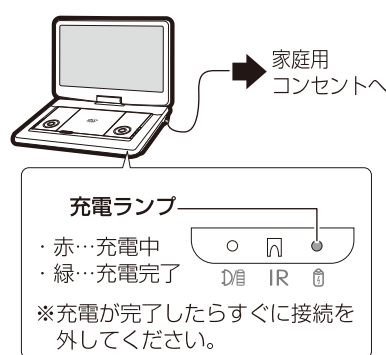 家庭用
コンセントへ
充電ランプ
・赤…充電中
・緑…充電完了
IR
※充電が完了したらすぐに接続を
外してください。